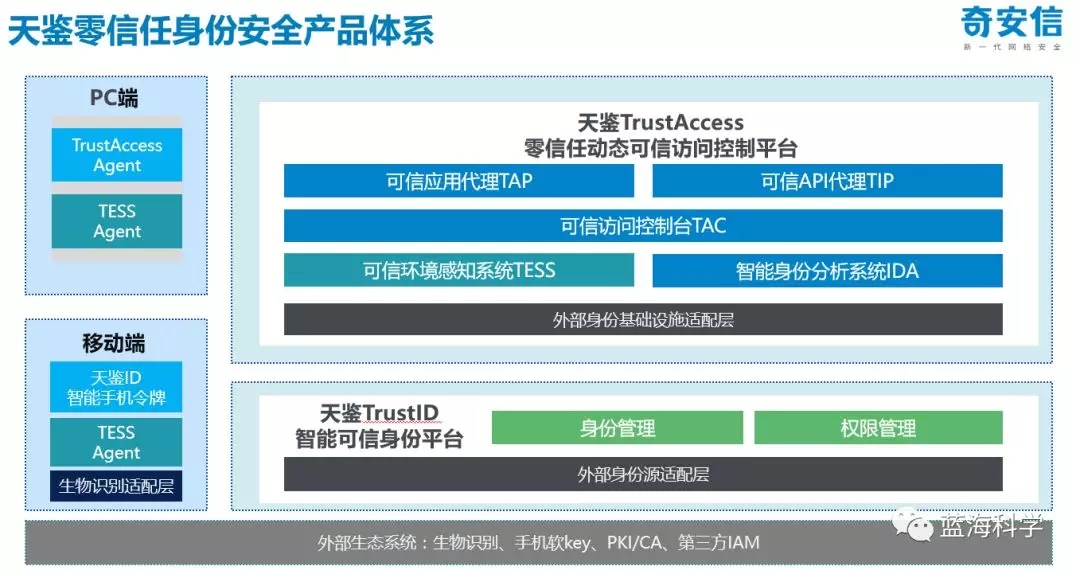 天鉴零信任身份安全产品体系
奇安信
新一代网络安全
PC端
TrustAccess
Agent
TESS
Agent
移动端
天鉴ID
智能手机令牌
TESS
Agent
生物识别适配层
天鉴TrustAccess
零信任动态可信访问控制平台
可信应用代理TAP
可信API代理TIP
可信访问控制台TAC
可信环境感知系统TESS
智能身份分析系统IDA
外部身份基础设施适配层
天鉴TrustID
智能可信身份平台
身份管理
权限管理
外部身份源适配层
外部生态系统：生物识别、手机软key、PKI/CA、第三方IAM
蓝海科学